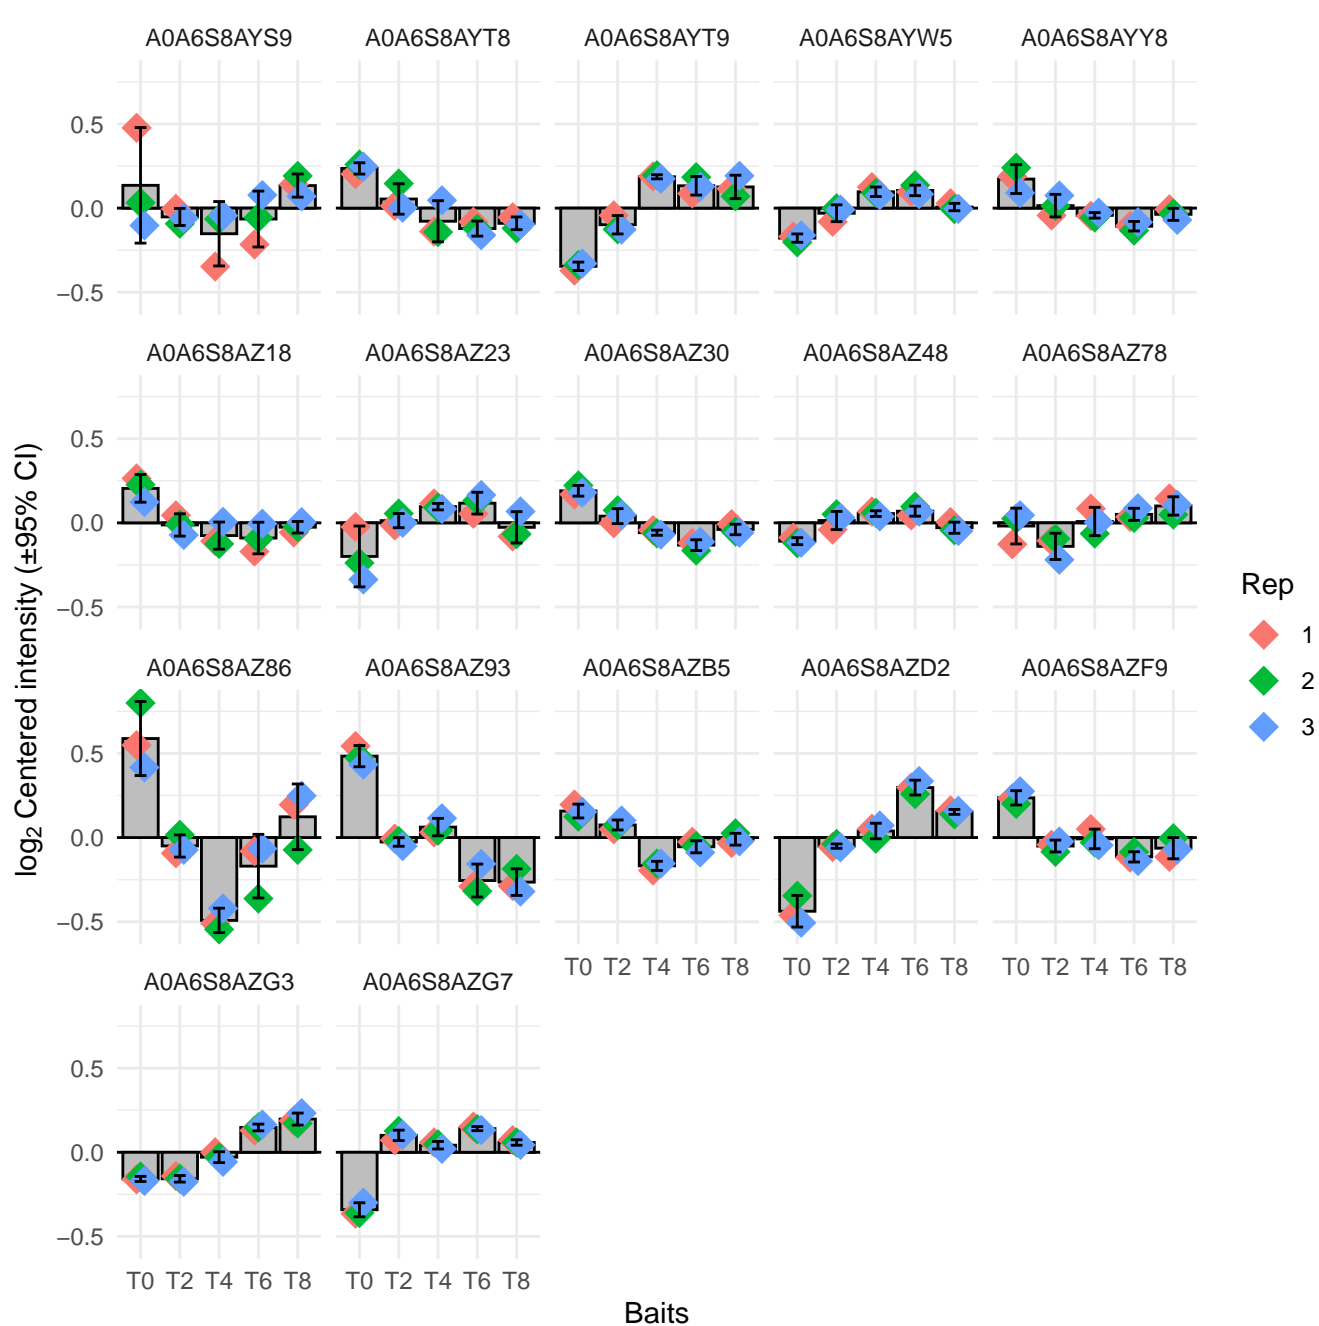 A0A6S8AYS9 A0A6S8AYT8 A0A6S8AYT9 A0A6S8AYW5 A0A6S8AYY8
0.5
0.0
−0.5
A0A6S8AZ18 A0A6S8AZ23 A0A6S8AZ30 A0A6S8AZ48 A0A6S8AZ78
0.5
0.0
−0.5
log2 Centered intensity (±95% CI)
Rep
1
2
3
A0A6S8AZ86 A0A6S8AZ93 A0A6S8AZB5 A0A6S8AZD2 A0A6S8AZF9
0.5
0.0
−0.5
T0 T2 T4 T6 T8 T0 T2 T4 T6 T8 T0 T2 T4 T6 T8
A0A6S8AZG3 A0A6S8AZG7
0.5
0.0
−0.5
T0 T2 T4 T6 T8 T0 T2 T4 T6 T8
Baits